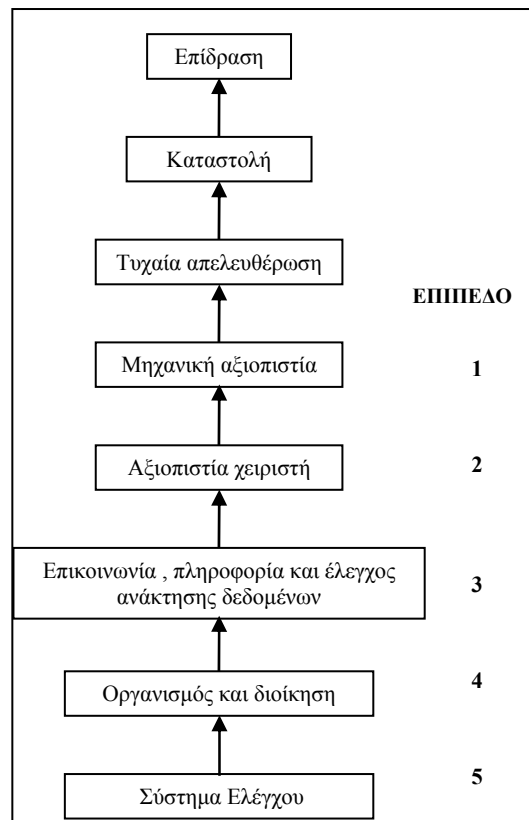 Επίδραση
Καταστολή
Τυχαία απελευθέρωση
ΕΠΙΠΕΔΟ
Μηχανική αξιοπιστία
1
Αξιοπιστία χειριστή
2
Επικοινωνία , πληροφορία και έλεγχος
ανάκτησης δεδομένων
3
Οργανισμός και διοίκηση
4
Σύστημα Ελέγχου
5